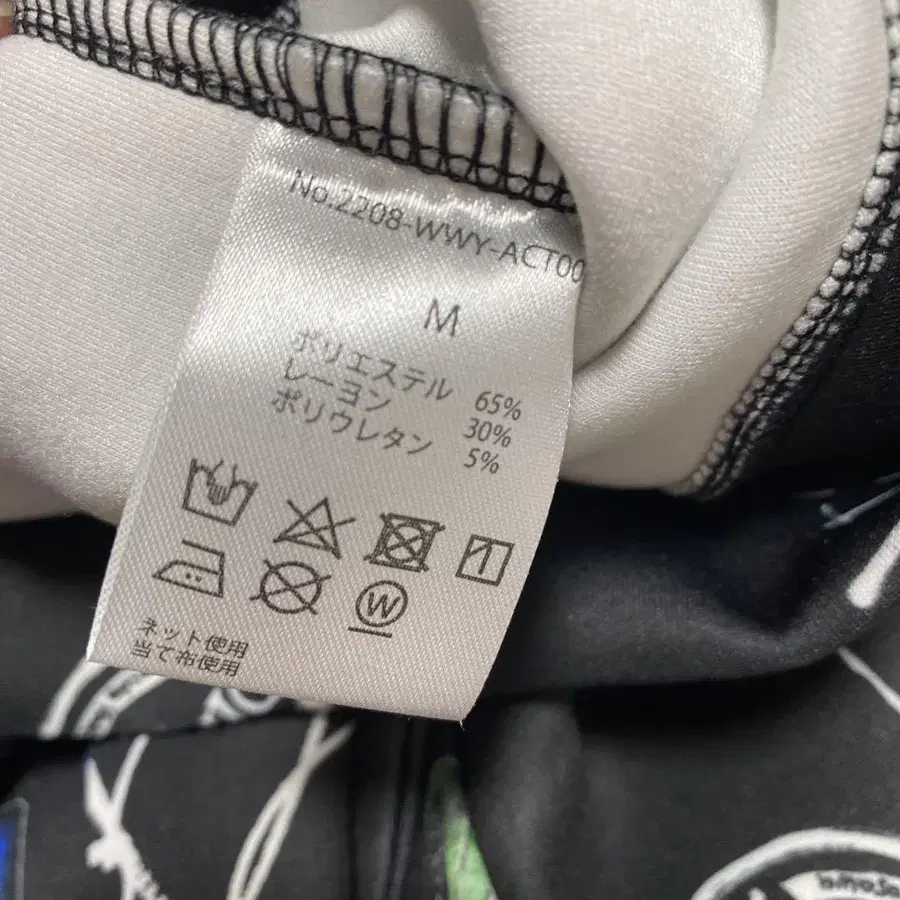 No.2208-WWY-ACT00
M
ポリエステル 65%
レーヨン 30%
ポリウレタン 5%
1
W
ネット使用
当て布使用